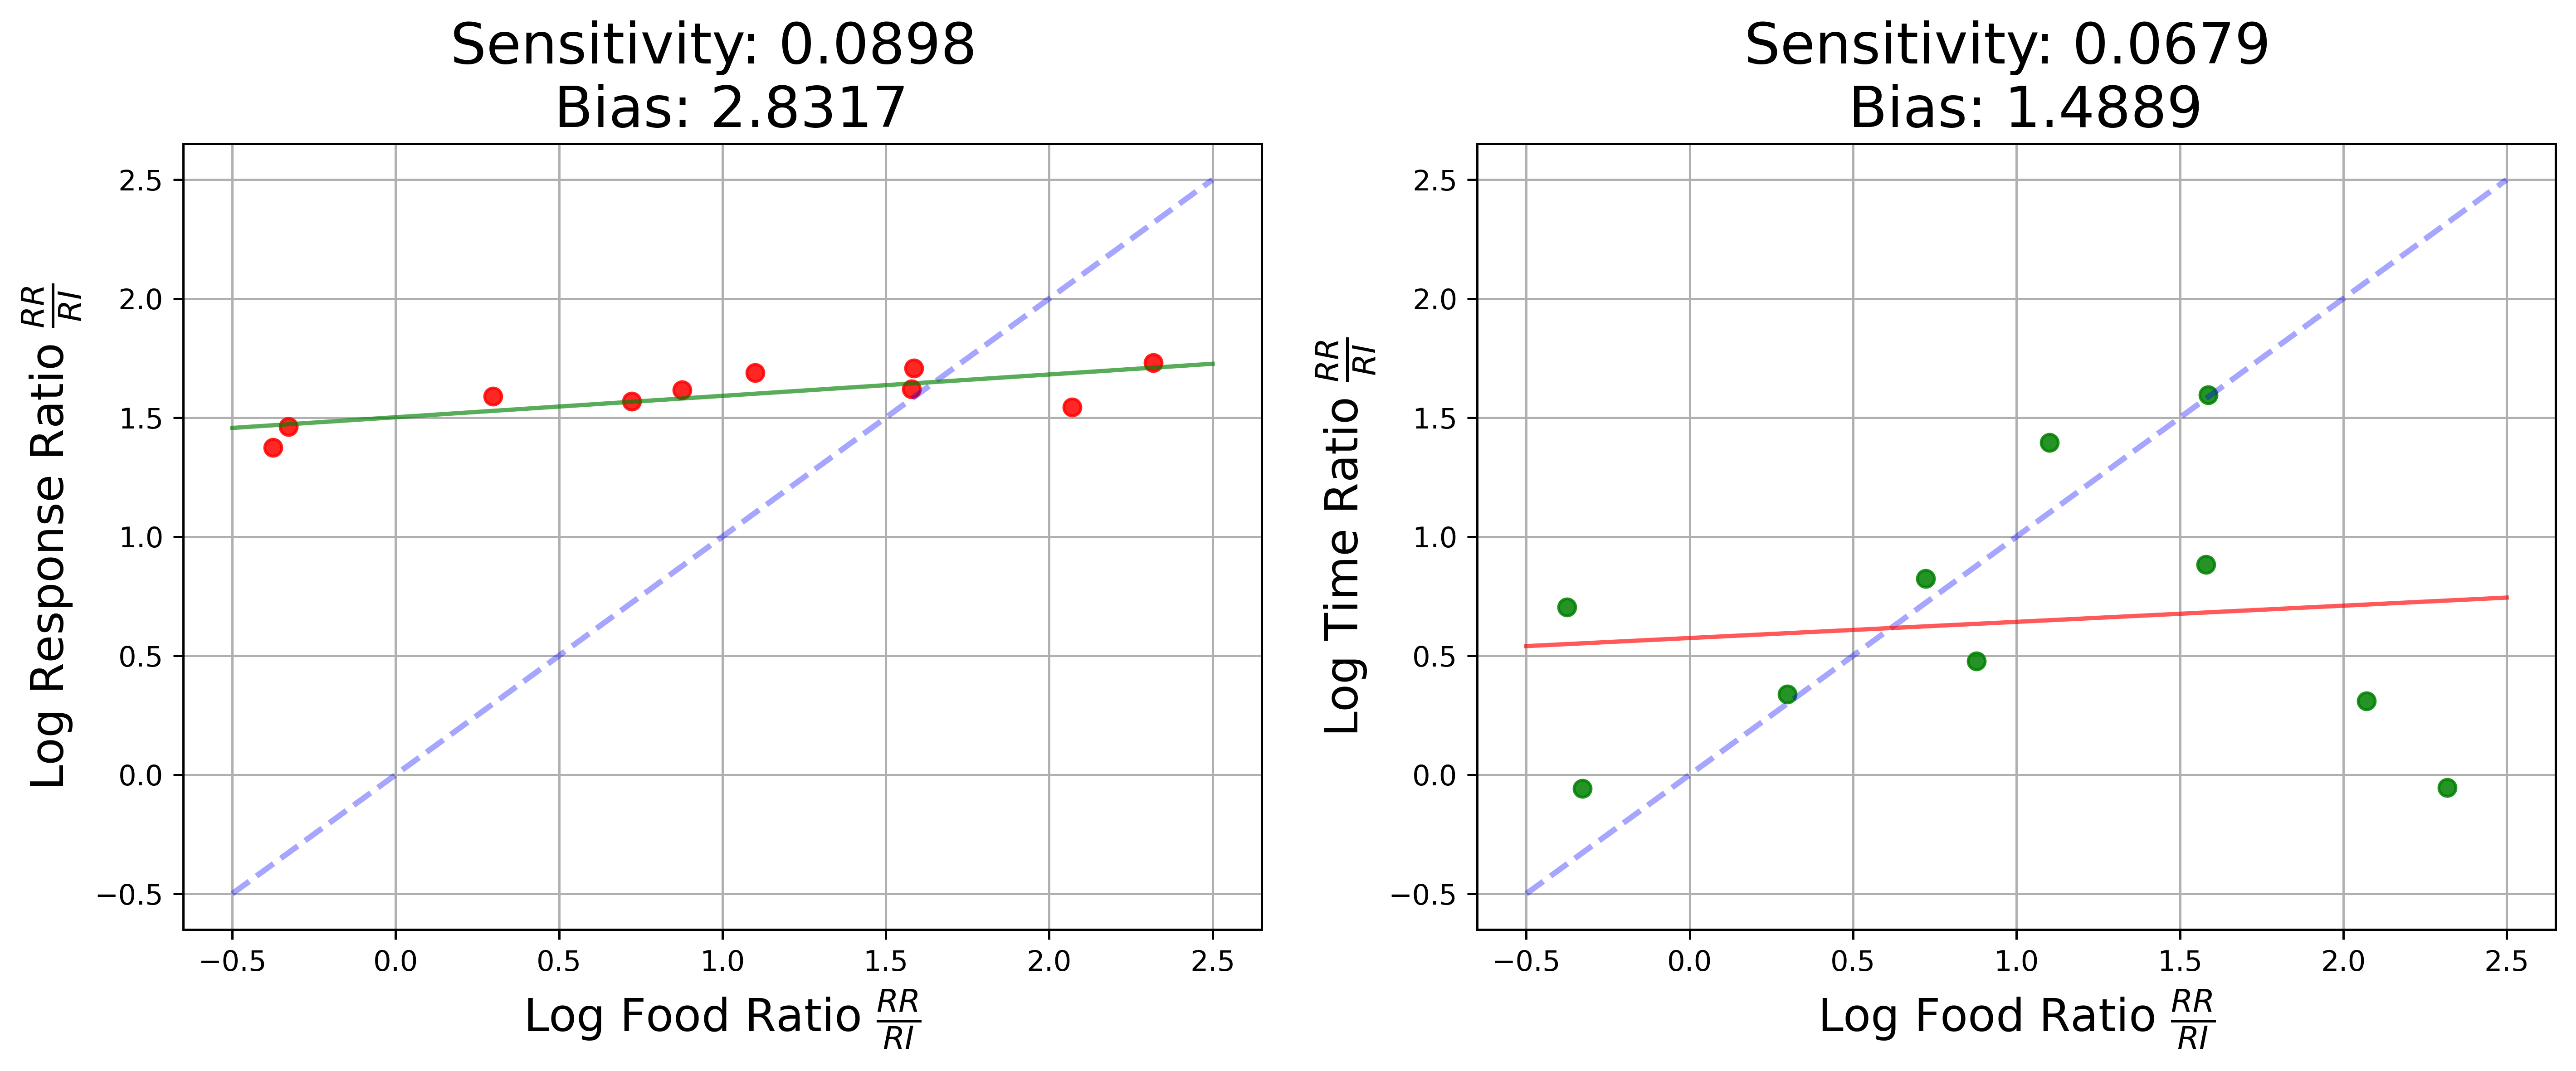 Sensitivity: 0.0898
Bias: 2.8317
2.5
2.0
1.5
1.0
0.5
0.0
−0.5
Log Response Ratio RR/RI
−0.5 0.0 0.5 1.0 1.5 2.0 2.5
Log Food Ratio RR/RI
Sensitivity: 0.0679
Bias: 1.4889
2.5
2.0
1.5
1.0
0.5
0.0
−0.5
Log Time Ratio RR/RI
−0.5 0.0 0.5 1.0 1.5 2.0 2.5
Log Food Ratio RR/RI